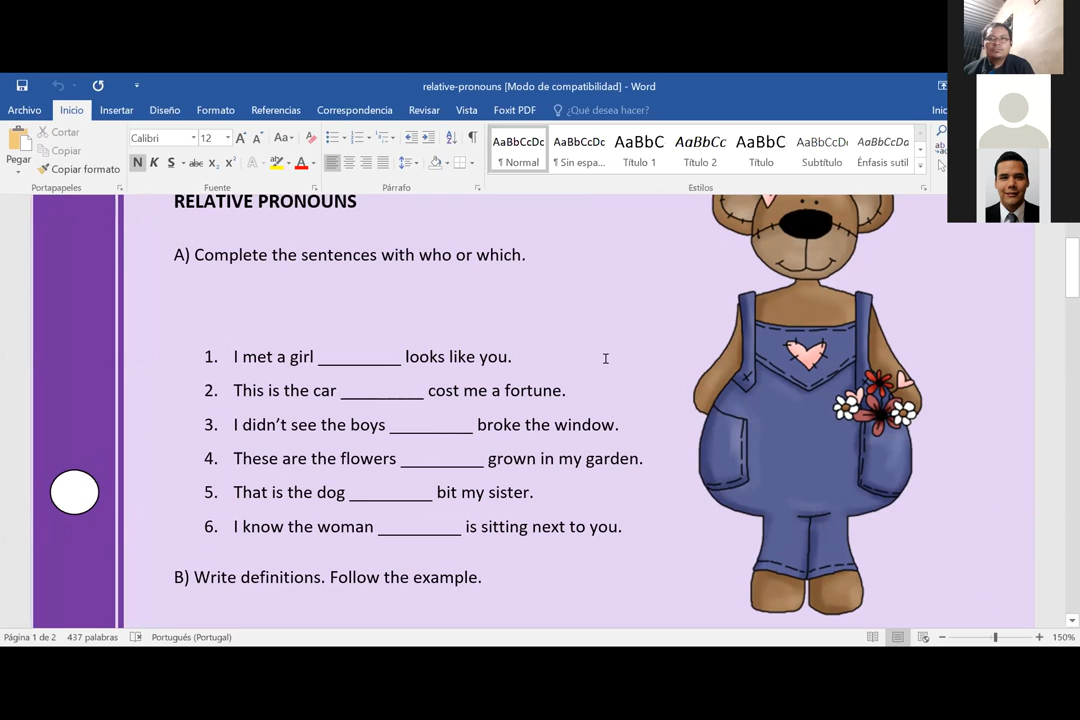 relative-pronouns [Modo de compatibilidad] - Word
Archivo Inicio Insertar Diseño Formato Referencias Correspondencia Revisar Vista Foxit PDF ¿Qué desea hacer?
Pegar
Cortar
Copiar
Copiar formato
Portapapeles
Calibri 12
N K S abc X₂ X²
Fuente
Párrafo
AaBbCcDc AaBbCcDc AaBbC AaBbCc AaBbC AaBbCcDc AaBbCcDc
¶ Normal ¶ Sin espa... Título 1 Título 2 Título Subtítulo Énfasis sutil
Estilos
RELATIVE PRONOUNS
A) Complete the sentences with who or which.
1. I met a girl _________ looks like you.
2. This is the car _________ cost me a fortune.
3. I didn’t see the boys _________ broke the window.
4. These are the flowers _________ grown in my garden.
5. That is the dog _________ bit my sister.
6. I know the woman _________ is sitting next to you.
B) Write definitions. Follow the example.
Página 1 de 2 437 palabras Portugués (Portugal) 150%